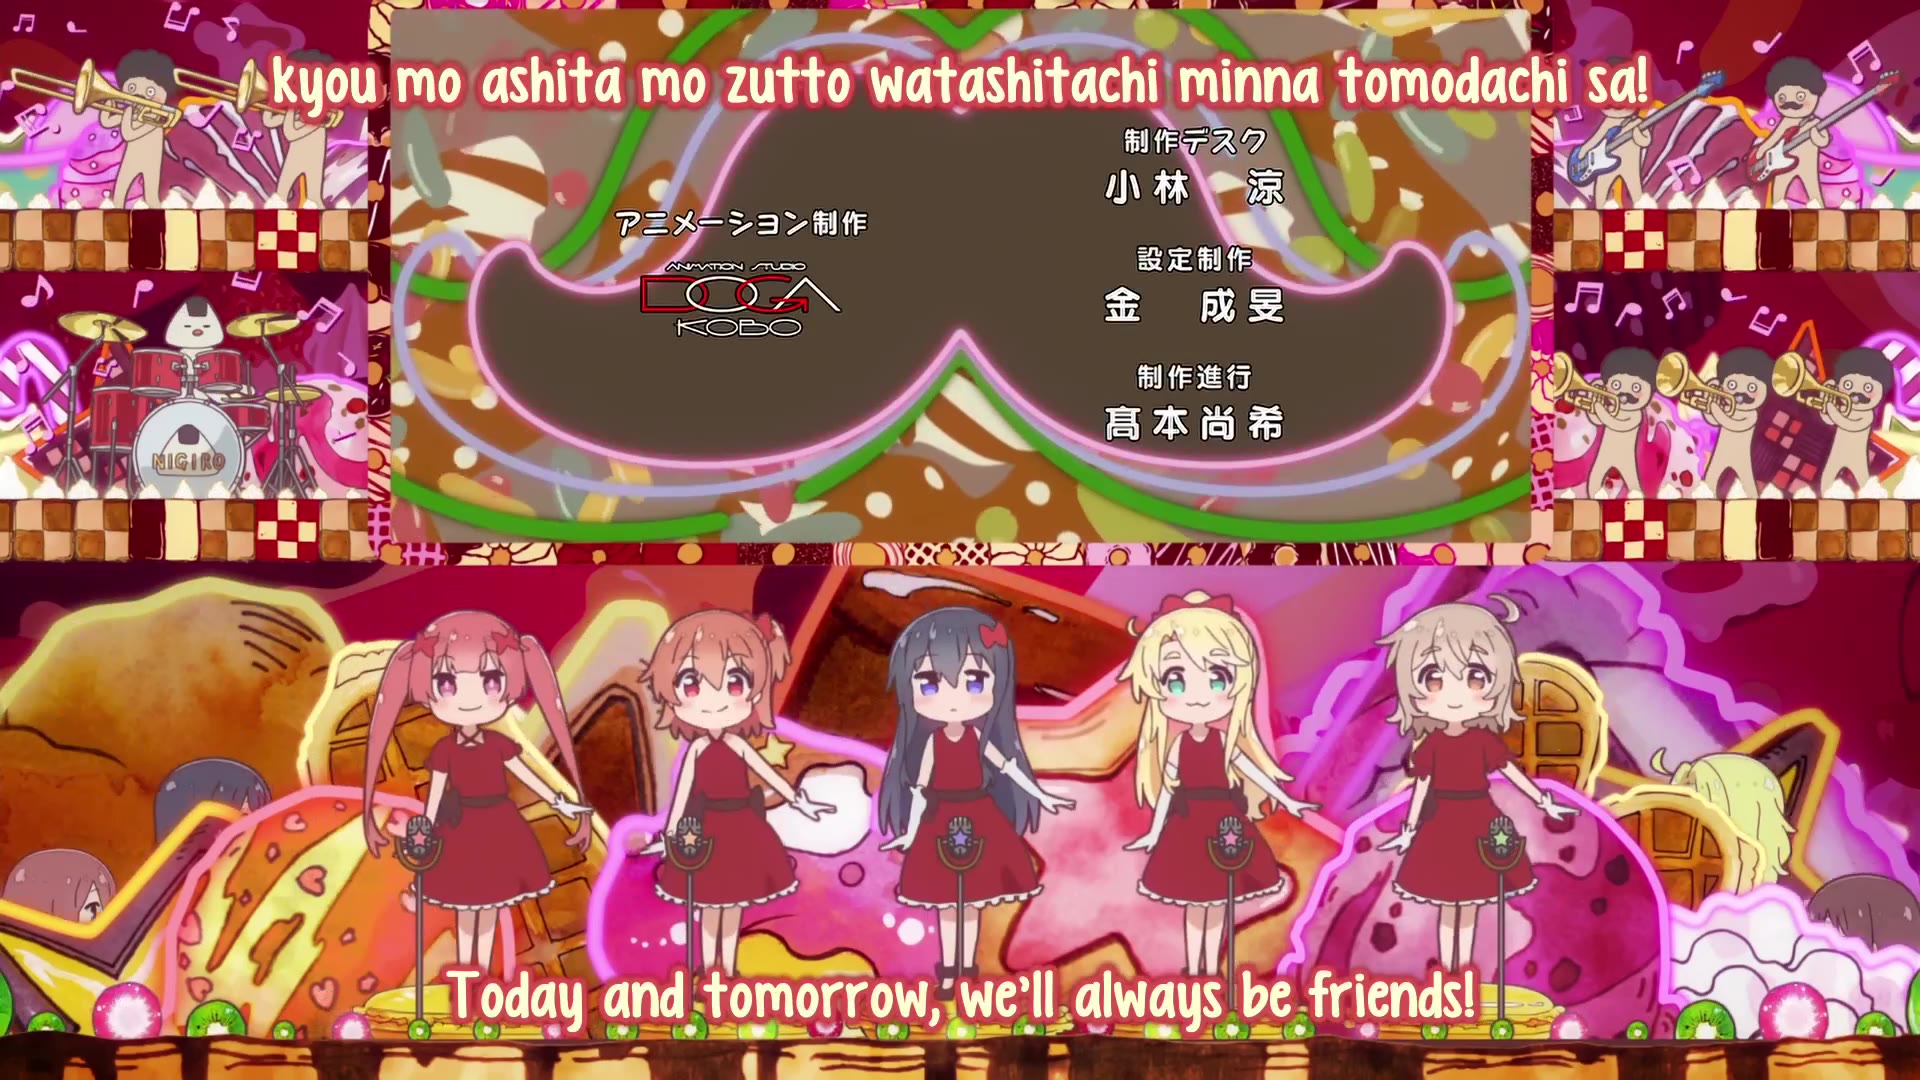 kyou mo ashita mo zutto watashitachi minna tomodachi sa!
制作デスク
小林 涼
アニメーション制作
ANIMATION STUDIO
DOGA
KOBO
設定制作
金 成旻
制作進行
髙本尚希
NIGIRO
Today and tomorrow, we'll always be friends!